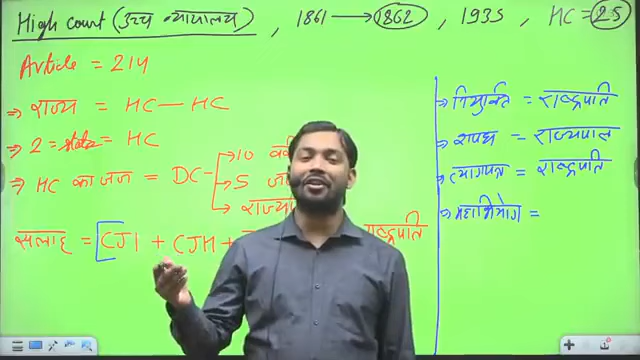 High Court (उच्च न्यायालय), 1861 → 1862, 1935, HC = 25
Article = 214
⇒ राज्य = HC — HC
⇒ 2 = HC
⇒ HC का जज = DC
→ 10
→ 5
→
सलाह = [CJI + CJH +
⇒ नियुक्ति = राष्ट्रपति
⇒ शपथ = राज्यपाल
⇒ त्यागपत्र = राष्ट्रपति
⇒ महाभियोग =